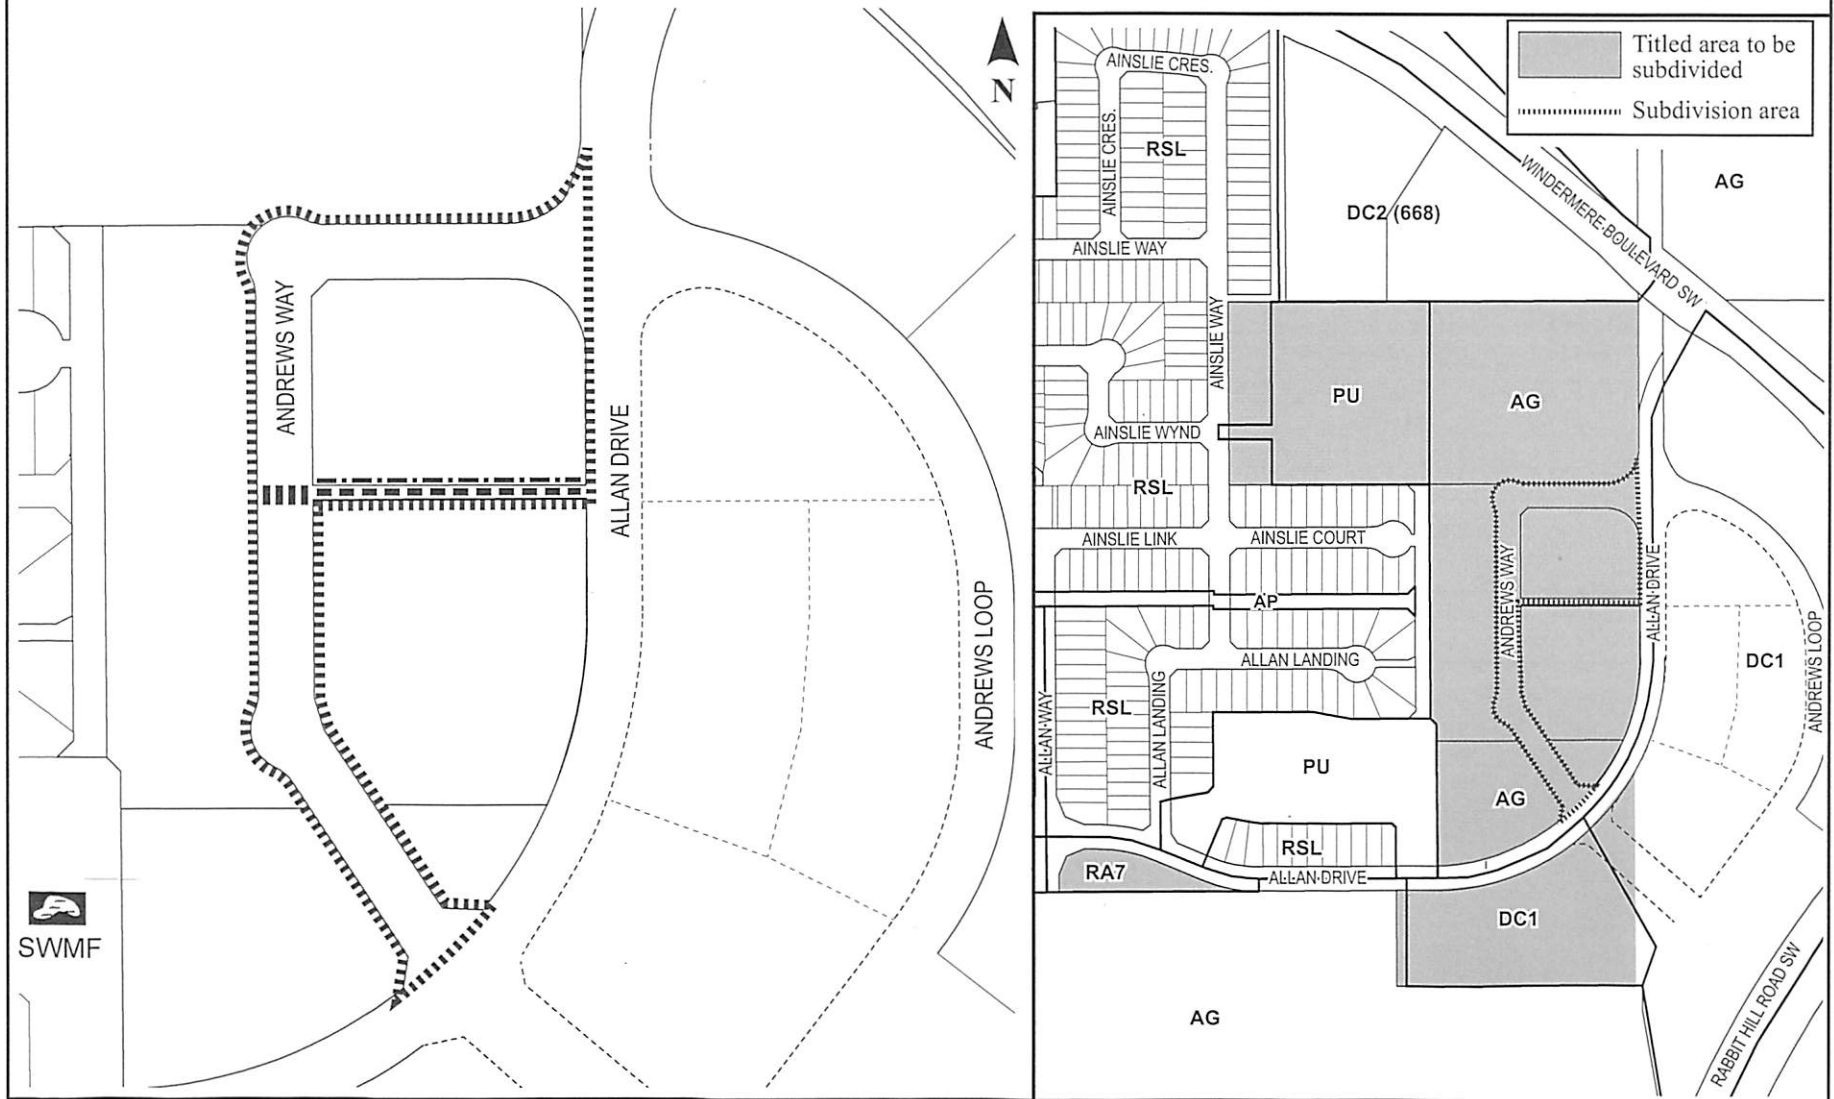 ANDREWS WAY
ALLAN DRIVE
ANDREWS LOOP
SWMF
N
Titled area to be
subdivided
Subdivision area
AINSLIE CRES.
AINSLIE CRES.
RSL
AG
WINDERMERE BOULEVARD SW
DC2 (668)
AINSLIE WAY
AINSLIE WAY
PU
AG
AINSLIE WYND
RSL
AINSLIE LINK
AINSLIE COURT
ANDREWS WAY
ALLAN DRIVE
AP
ALLAN LANDING
DC1
ANDREWS LOOP
ALLAN WAY
RSL
ALLAN LANDING
PU
AG
RSL
RA7
ALLAN DRIVE
DC1
AG
RABBIT HILL ROAD SW